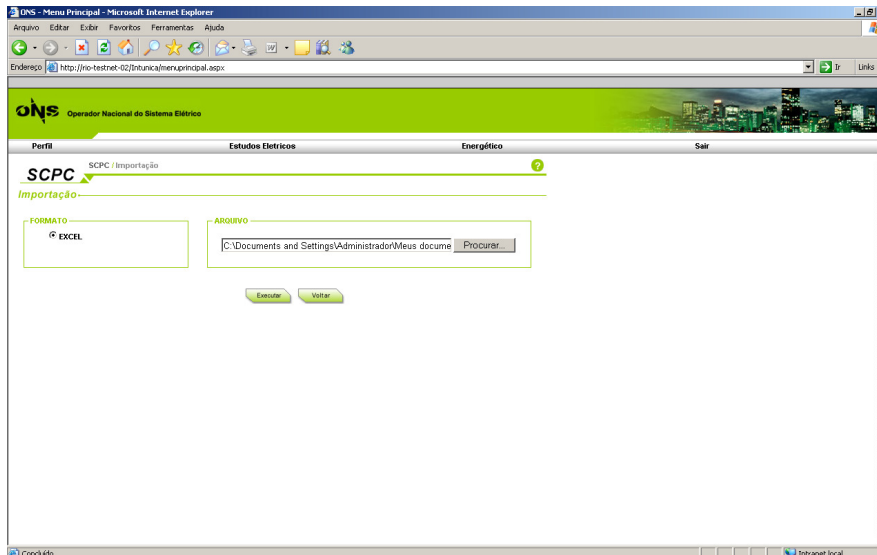 ONS - Menu Principal - Microsoft Internet Explorer
Arquivo Editar Exibir Favoritos Ferramentas Ajuda
Endereço http://rio-testnet-02/Intunica/menuprincipal.aspx Ir Links
ONS Operador Nacional do Sistema Elétrico
Perfil Estudos Eletricos Energético Sair
SCPC SCPC / Importação ?
Importação
FORMATO ARQUIVO
EXCEL C:\Documents and Settings\Administrador\Meus docume Procurar...
Executar Voltar
Concluído Intranet local